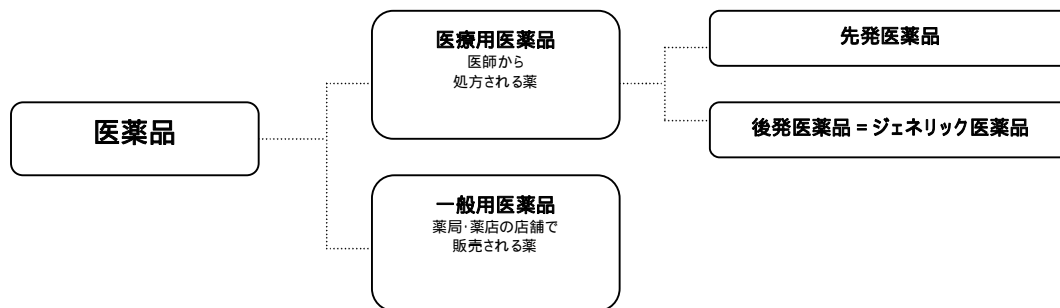 医薬品
医療用医薬品
医師から
処方される薬
一般用医薬品
薬局・薬店の店舗で
販売される薬
先発医薬品
後発医薬品＝ジェネリック医薬品